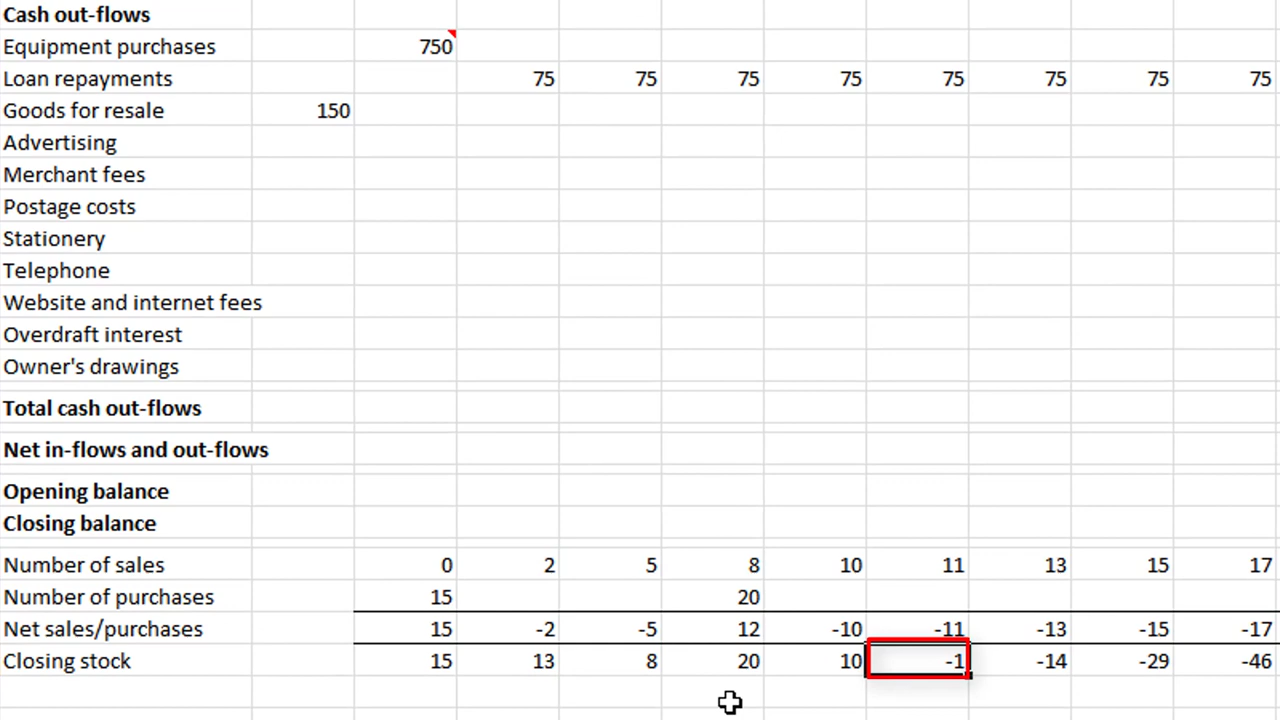 Cash out-flows
Equipment purchases 750
Loan repayments 75 75 75 75 75 75 75 75
Goods for resale 150
Advertising
Merchant fees
Postage costs
Stationery
Telephone
Website and internet fees
Overdraft interest
Owner's drawings
Total cash out-flows
Net in-flows and out-flows
Opening balance
Closing balance
Number of sales 0 2 5 8 10 11 13 15 17
Number of purchases 15 20
Net sales/purchases 15 -2 -5 12 -10 -11 -13 -15 -17
Closing stock 15 13 8 20 10 -1 -14 -29 -46